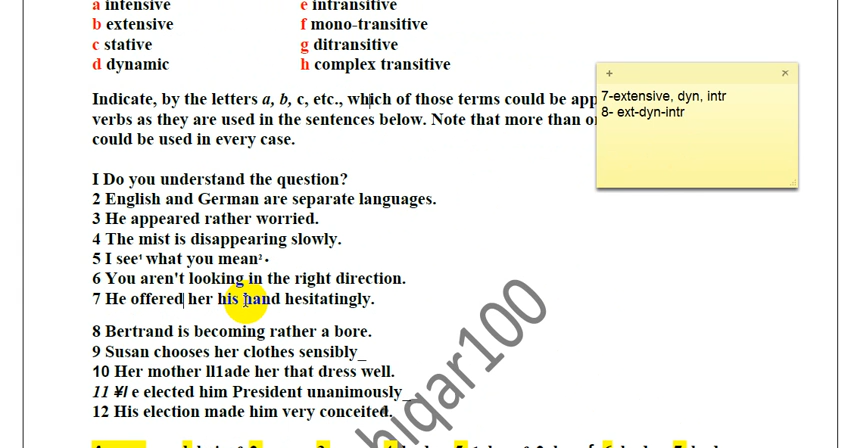 a intensive
e intransitive
b extensive
f mono-transitive
c stative
g ditransitive
d dynamic
h complex transitive
Indicate, by the letters a, b, c, etc., which of those terms could be app
verbs as they are used in the sentences below. Note that more than o
could be used in every case.
7-extensive, dyn, intr
8- ext-dyn-intr
I Do you understand the question?
2 English and German are separate languages.
3 He appeared rather worried.
4 The mist is disappearing slowly.
5 I see¹ what you mean².
6 You aren't looking in the right direction.
7 He offered her his hand hesitatingly.
8 Bertrand is becoming rather a bore.
9 Susan chooses her clothes sensibly_
10 Her mother ll1ade her that dress well.
11 ¥l e elected him President unanimously_
12 His election made him very conceited.
hiqar100